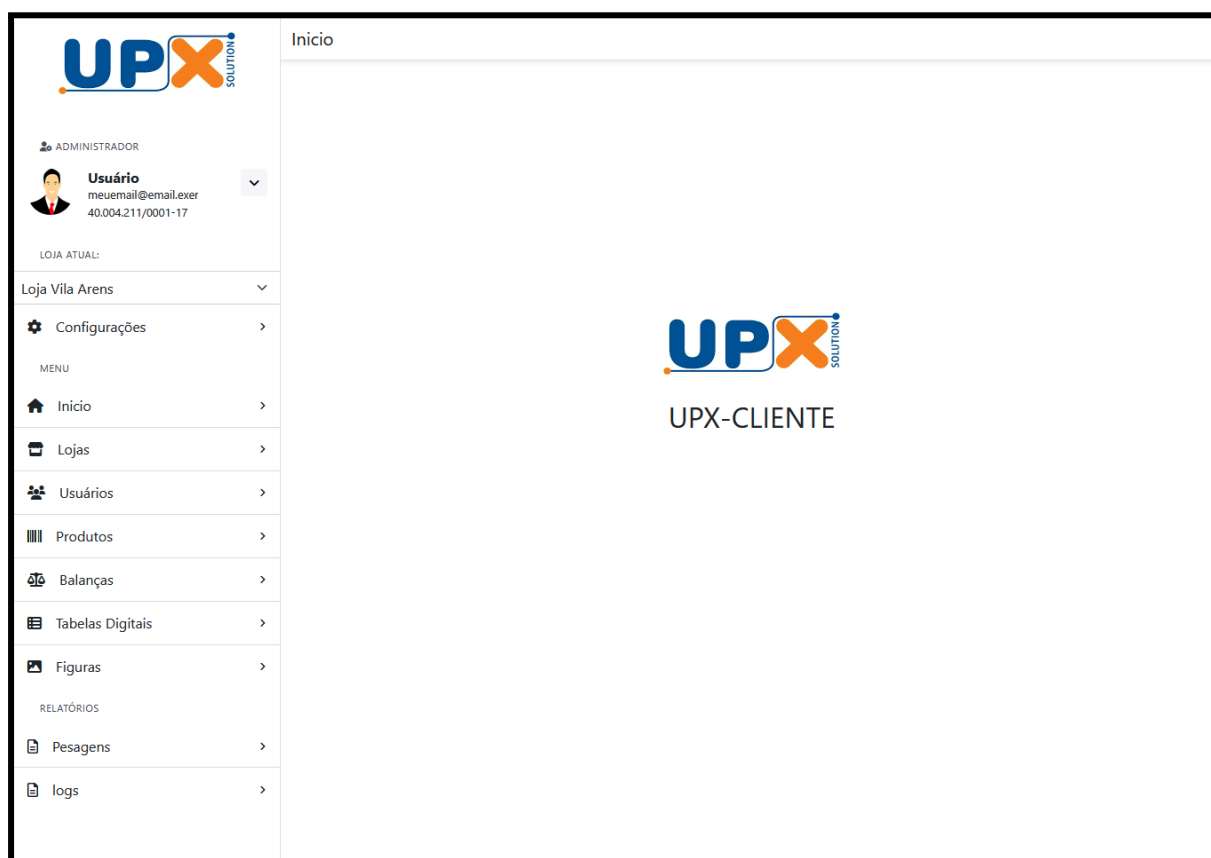 UPX SOLUTION
Inicio
ADMINISTRADOR
Usuário
meuemail@email.exer
40.004.211/0001-17
LOJA ATUAL:
Loja Vila Arens
Configurações
MENU
Inicio
Lojas
Usuários
Produtos
Balanças
Tabelas Digitais
Figuras
RELATÓRIOS
Pesagens
logs
UPX SOLUTION
UPX-CLIENTE